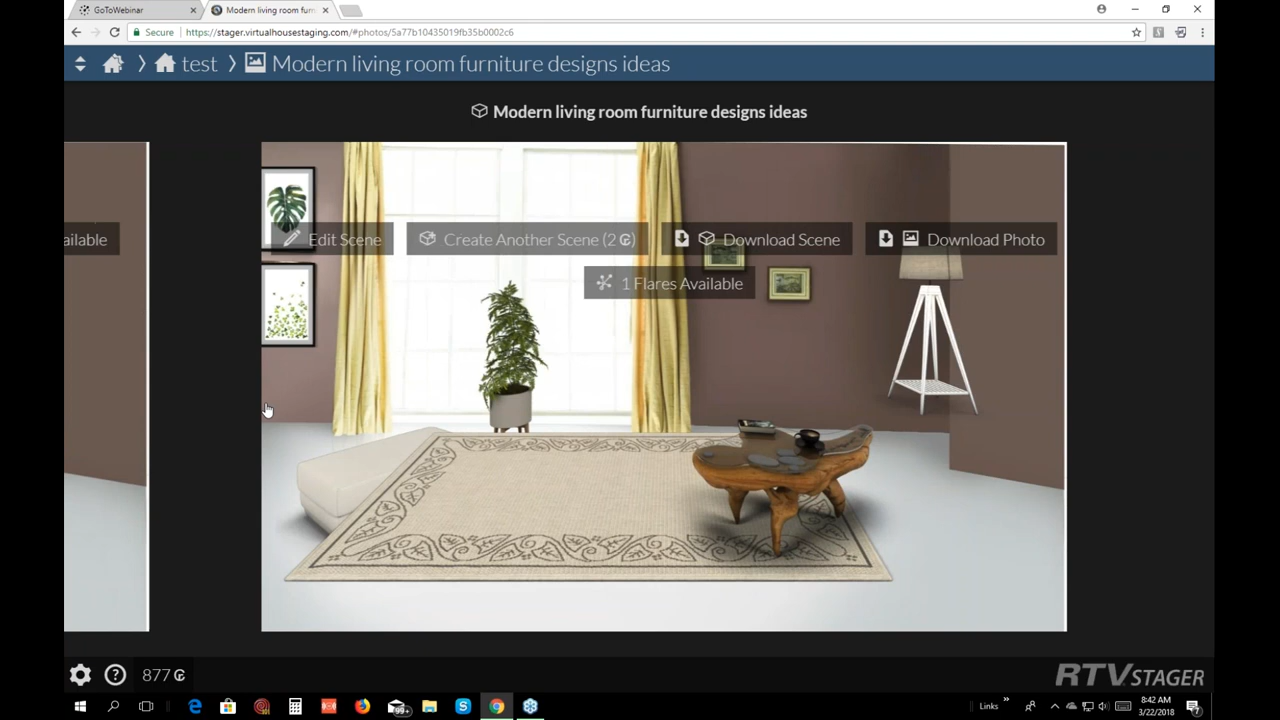 GoToWebinar
Modern living room furn
Secure
https://stager.virtualhousestaging.com/#photos/5a77b10435019fb35b0002c6
test
Modern living room furniture designs ideas
Modern living room furniture designs ideas
ailable
Edit Scene
Create Another Scene (2 )
Download Scene
Download Photo
1 Flares Available
877
RTVSTAGER
99+
Links
8:42 AM
3/22/2018